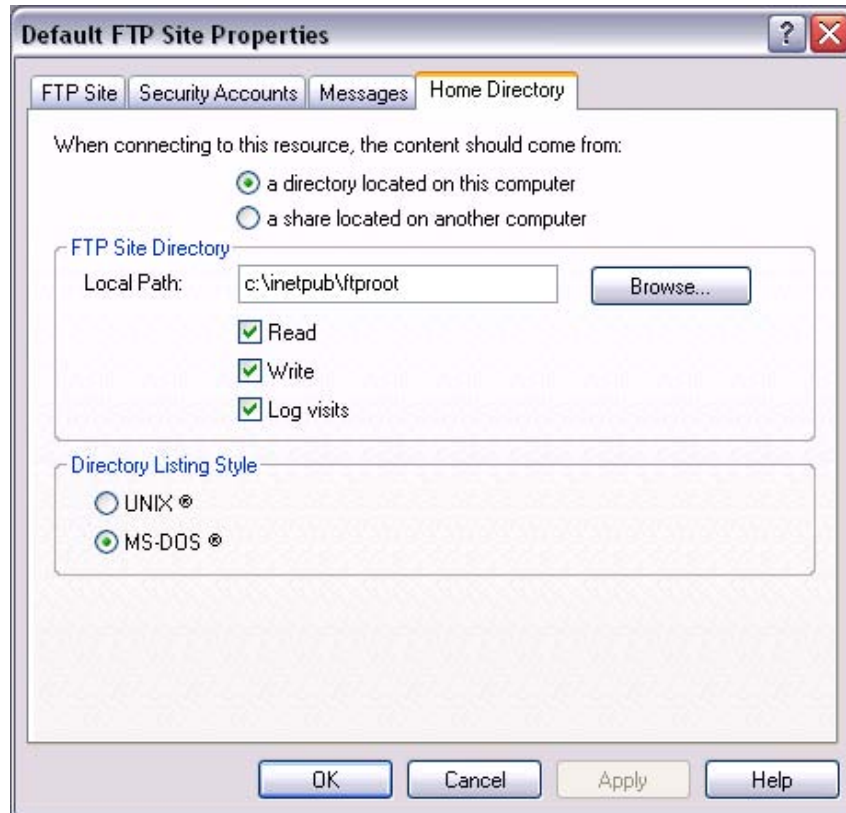 Default FTP Site Properties
FTP Site Security Accounts Messages Home Directory
When connecting to this resource, the content should come from:
a directory located on this computer
a share located on another computer
FTP Site Directory
Local Path: c:\inetpub\ftproot Browse...
Read
Write
Log visits
Directory Listing Style
UNIX ®
MS-DOS ®
OK Cancel Apply Help